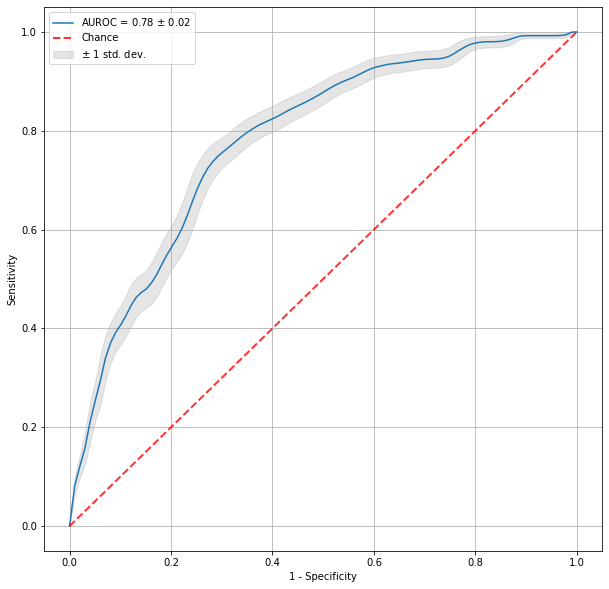 AUROC = 0.78 ± 0.02
Chance
± 1 std. dev.
1.0
0.8
0.6
0.4
0.2
0.0
Sensitivity
0.0 0.2 0.4 0.6 0.8 1.0
1 - Specificity